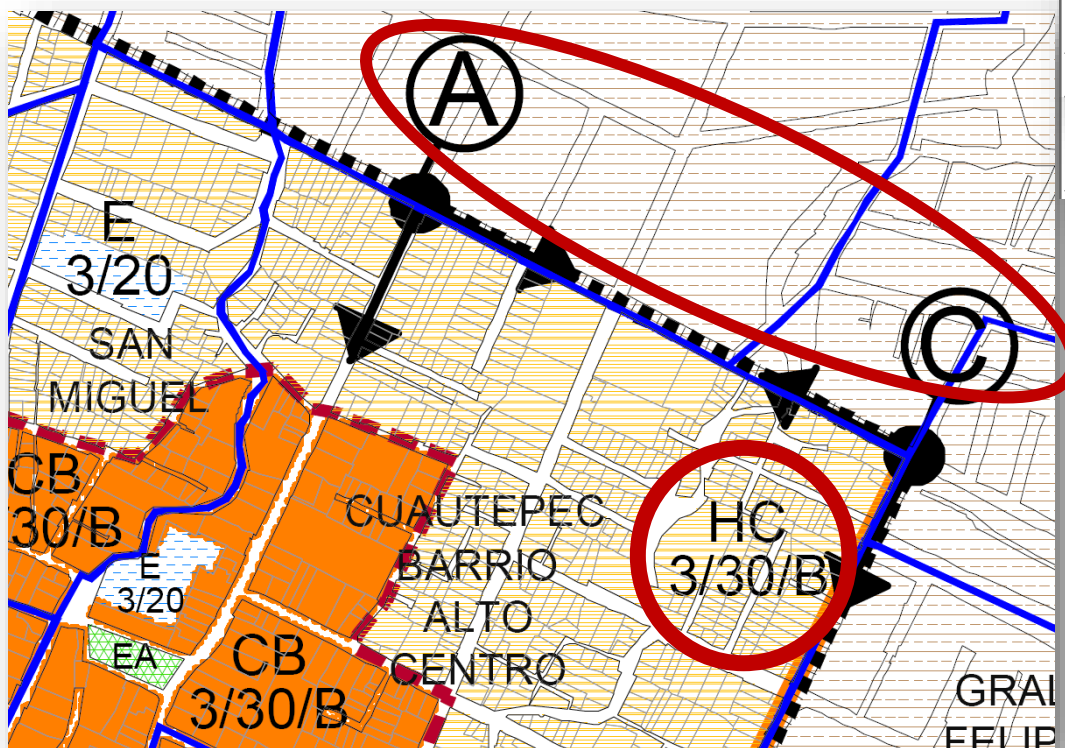 A
E
3/20
SAN
MIGUEL
C
CB
/30/B
CUAUTEPEC
BARRIO
ALTO
CENTRO
HC
3/30/B
E
3/20
EA
CB
3/30/B
GRAL
FELIP